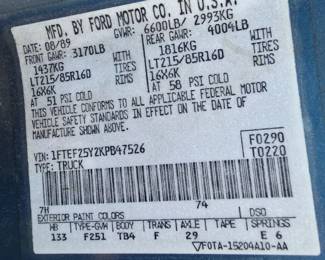 MFD. BY FORD MOTOR CO. IN U.S.A.
DATE: 08/89 GVWR: 6600LB/ 2993KG
FRONT GAWR: 3170LB REAR GAWR: 4004LB
1437KG 1816KG
LT215/85R16D TIRES LT215/85R16D TIRES
16X6K RIMS 16X6K RIMS
AT 51 PSI COLD AT 58 PSI COLD
THIS VEHICLE CONFORMS TO ALL APPLICABLE FEDERAL MOTOR
VEHICLE SAFETY STANDARDS IN EFFECT ON THE DATE OF
MANUFACTURE SHOWN ABOVE.
VIN: 1FTEF25Y2KPB47526 F0290
TYPE: TRUCK T0220
7H 74
EXTERIOR PAINT COLORS DSO
WB TYPE-GVW BODY TRANS AXLE TAPE SPRINGS
133 F251 TB4 F 29 E 6
F0TA-15204A10-AA